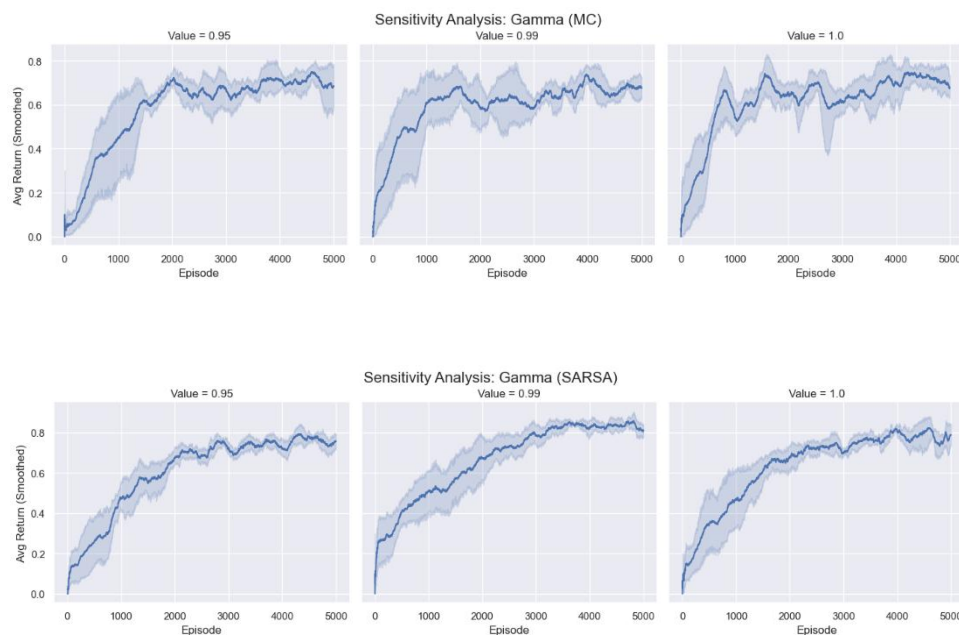 Sensitivity Analysis: Gamma (MC)
Value = 0.95 Value = 0.99 Value = 1.0
Avg Return (Smoothed)
0.8
0.6
0.4
0.2
0.0
0 1000 2000 3000 4000 5000 0 1000 2000 3000 4000 5000 0 1000 2000 3000 4000 5000
Episode Episode Episode
Sensitivity Analysis: Gamma (SARSA)
Value = 0.95 Value = 0.99 Value = 1.0
Avg Return (Smoothed)
0.8
0.6
0.4
0.2
0.0
0 1000 2000 3000 4000 5000 0 1000 2000 3000 4000 5000 0 1000 2000 3000 4000 5000
Episode Episode Episode